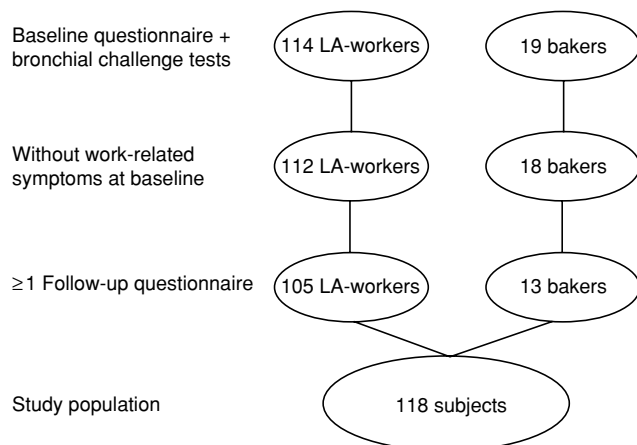 Baseline questionnaire +
bronchial challenge tests
114 LA-workers
19 bakers
Without work-related
symptoms at baseline
112 LA-workers
18 bakers
≥1 Follow-up questionnaire
105 LA-workers
13 bakers
Study population
118 subjects